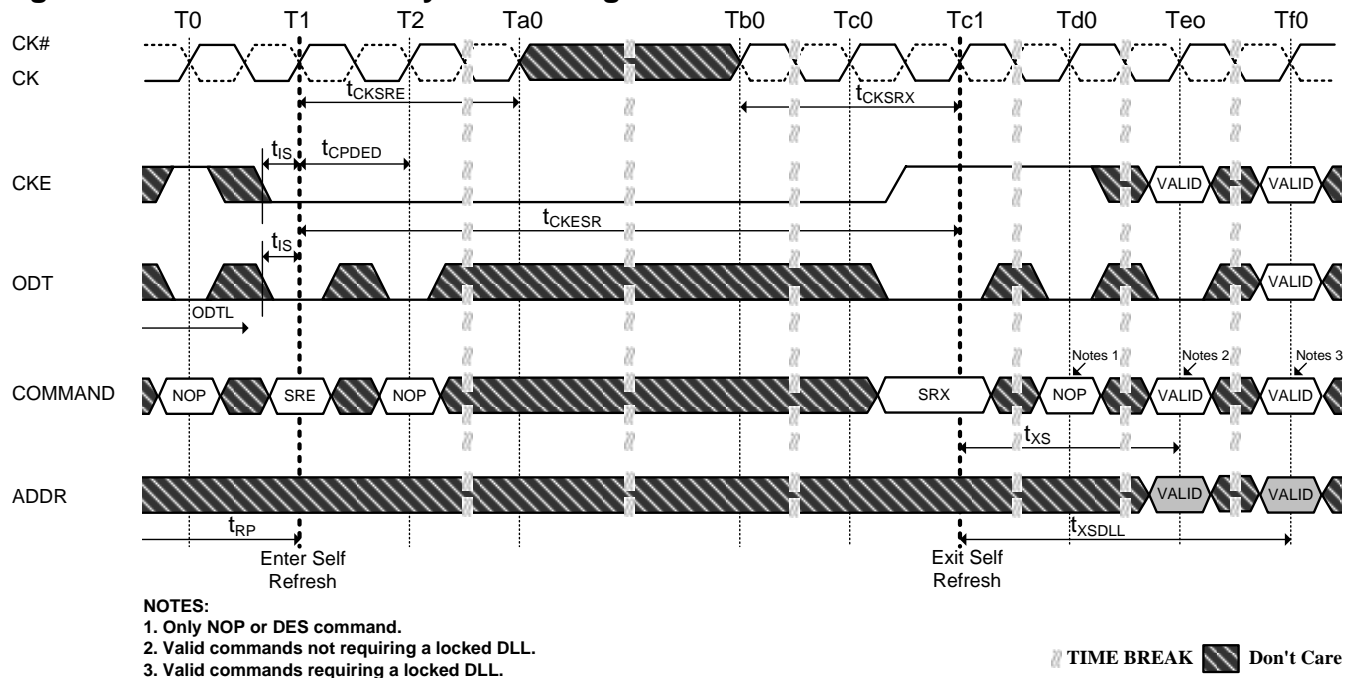 T0 T1 T2 Ta0 Tb0 Tc0 Tc1 Td0 Teo Tf0
CK#
CK
tCKSRE tCKSRX
tIS tCPDED
CKE VALID VALID
tCKESR
tIS
ODT VALID
ODTL
Notes 1 Notes 2 Notes 3
COMMAND NOP SRE NOP SRX NOP VALID VALID
tXS
ADDR VALID VALID
tRP tXSDLL
Enter Self
Refresh
Exit Self
Refresh
NOTES:
1. Only NOP or DES command.
2. Valid commands not requiring a locked DLL.
3. Valid commands requiring a locked DLL.
TIME BREAK Don't Care